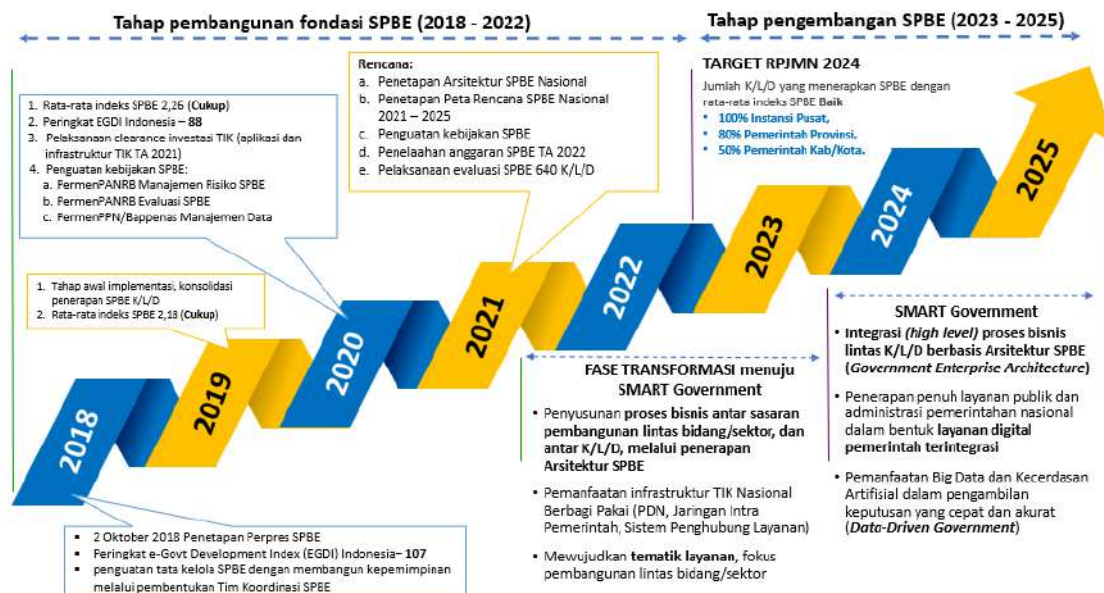 Tahap pembangunan fondasi SPBE (2018 - 2022)
Tahap pengembangan SPBE (2023 - 2025)
Rencana:
a. Penetapan Arsitektur SPBE Nasional
b. Penetapan Peta Rencana SPBE Nasional
2021 – 2025
c. Penguatan kebijakan SPBE
d. Penelaahan anggaran SPBE TA 2022
e. Pelaksanaan evaluasi SPBE 640 K/L/D
TARGET RPJMN 2024
Jumlah K/L/D yang menerapkan SPBE dengan
rata-rata indeks SPBE Baik
• 100% Instansi Pusat,
• 80% Pemerintah Provinsi,
• 50% Pemerintah Kab/Kota.
1. Rata-rata indeks SPBE 2,26 (Cukup)
2. Peringkat EGDI Indonesia – 88
3. Pelaksanaan clearance investasi TIK (aplikasi dan
infrastruktur TIK TA 2021)
4. Penguatan kebijakan SPBE:
a. PermenPANRB Manajemen Risiko SPBE
b. PermenPANRB Evaluasi SPBE
c. PermenPPN/Bappenas Manajemen Data
1. Tahap awal implementasi, konsolidasi
penerapan SPBE K/L/D
2. Rata-rata indeks SPBE 2,18 (Cukup)
2018
2019
2020
2021
2022
2023
2024
2025
FASE TRANSFORMASI menuju
SMART Government
• Penyusunan proses bisnis antar sasaran
pembangunan lintas bidang/sektor, dan
antar K/L/D, melalui penerapan
Arsitektur SPBE
• Pemanfaatan infrastruktur TIK Nasional
Berbagi Pakai (PDN, Jaringan Intra
Pemerintah, Sistem Penghubung Layanan)
• Mewujudkan tematik layanan, fokus
pembangunan lintas bidang/sektor
SMART Government
• Integrasi (high level) proses bisnis
lintas K/L/D berbasis Arsitektur SPBE
(Government Enterprise Architecture)
• Penerapan penuh layanan publik dan
administrasi pemerintahan nasional
dalam bentuk layanan digital
pemerintah terintegrasi
• Pemanfaatan Big Data dan Kecerdasan
Artifisial dalam pengambilan
keputusan yang cepat dan akurat
(Data-Driven Government)
▪ 2 Oktober 2018 Penetapan Perpres SPBE
▪ Peringkat e-Govt Development Index (EGDI) Indonesia– 107
▪ penguatan tata kelola SPBE dengan membangun kepemimpinan
melalui pembentukan Tim Koordinasi SPBE